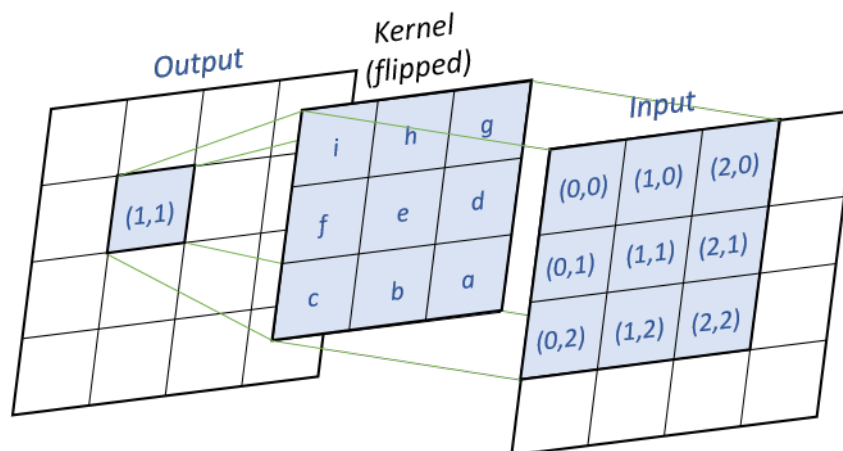 Kernel
(flipped)
Output
Input
i h g
f e d
c b a
(1,1)
(0,0) (1,0) (2,0)
(0,1) (1,1) (2,1)
(0,2) (1,2) (2,2)